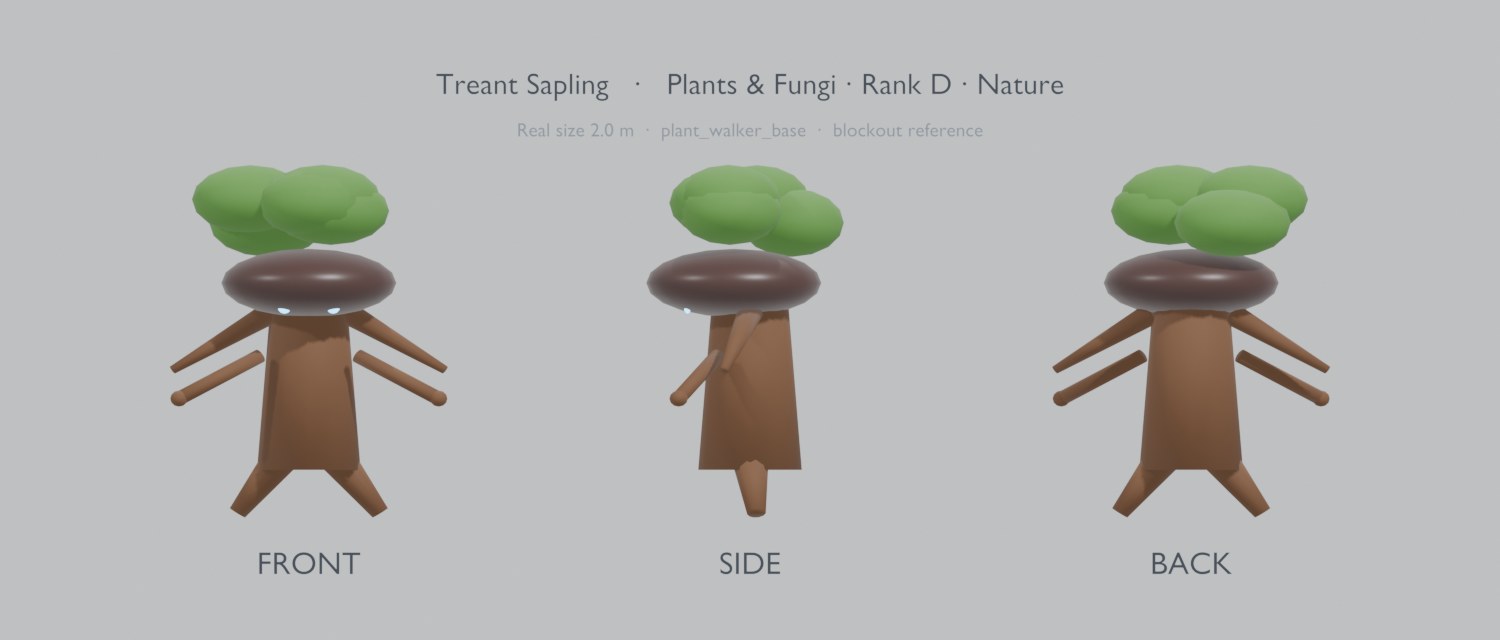 Treant Sapling · Plants & Fungi · Rank D · Nature
Real size 2.0 m · plant_walker_base · blockout reference
FRONT SIDE BACK